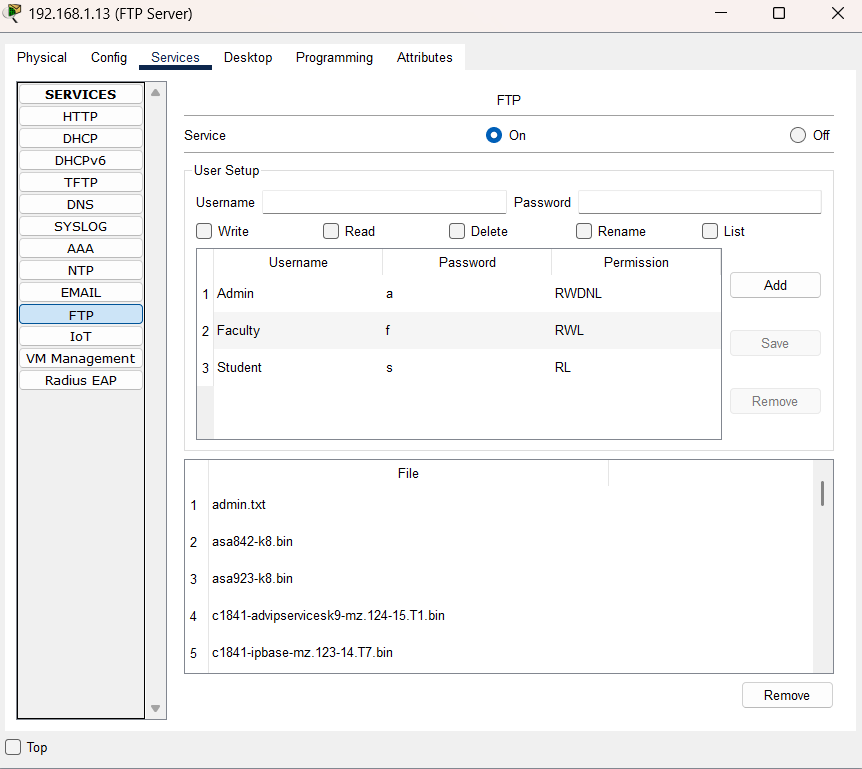 192.168.1.13 (FTP Server)
Physical Config Services Desktop Programming Attributes
SERVICES
HTTP
DHCP
DHCPv6
TFTP
DNS
SYSLOG
AAA
NTP
EMAIL
FTP
IoT
VM Management
Radius EAP
FTP
Service On Off
User Setup
Username Password
Write Read Delete Rename List
Username Password Permission
1 Admin a RWDNL
2 Faculty f RWL
3 Student s RL
Add
Save
Remove
File
1 admin.txt
2 asa842-k8.bin
3 asa923-k8.bin
4 c1841-advipservicesk9-mz.124-15.T1.bin
5 c1841-ipbase-mz.123-14.T7.bin
Remove
Top